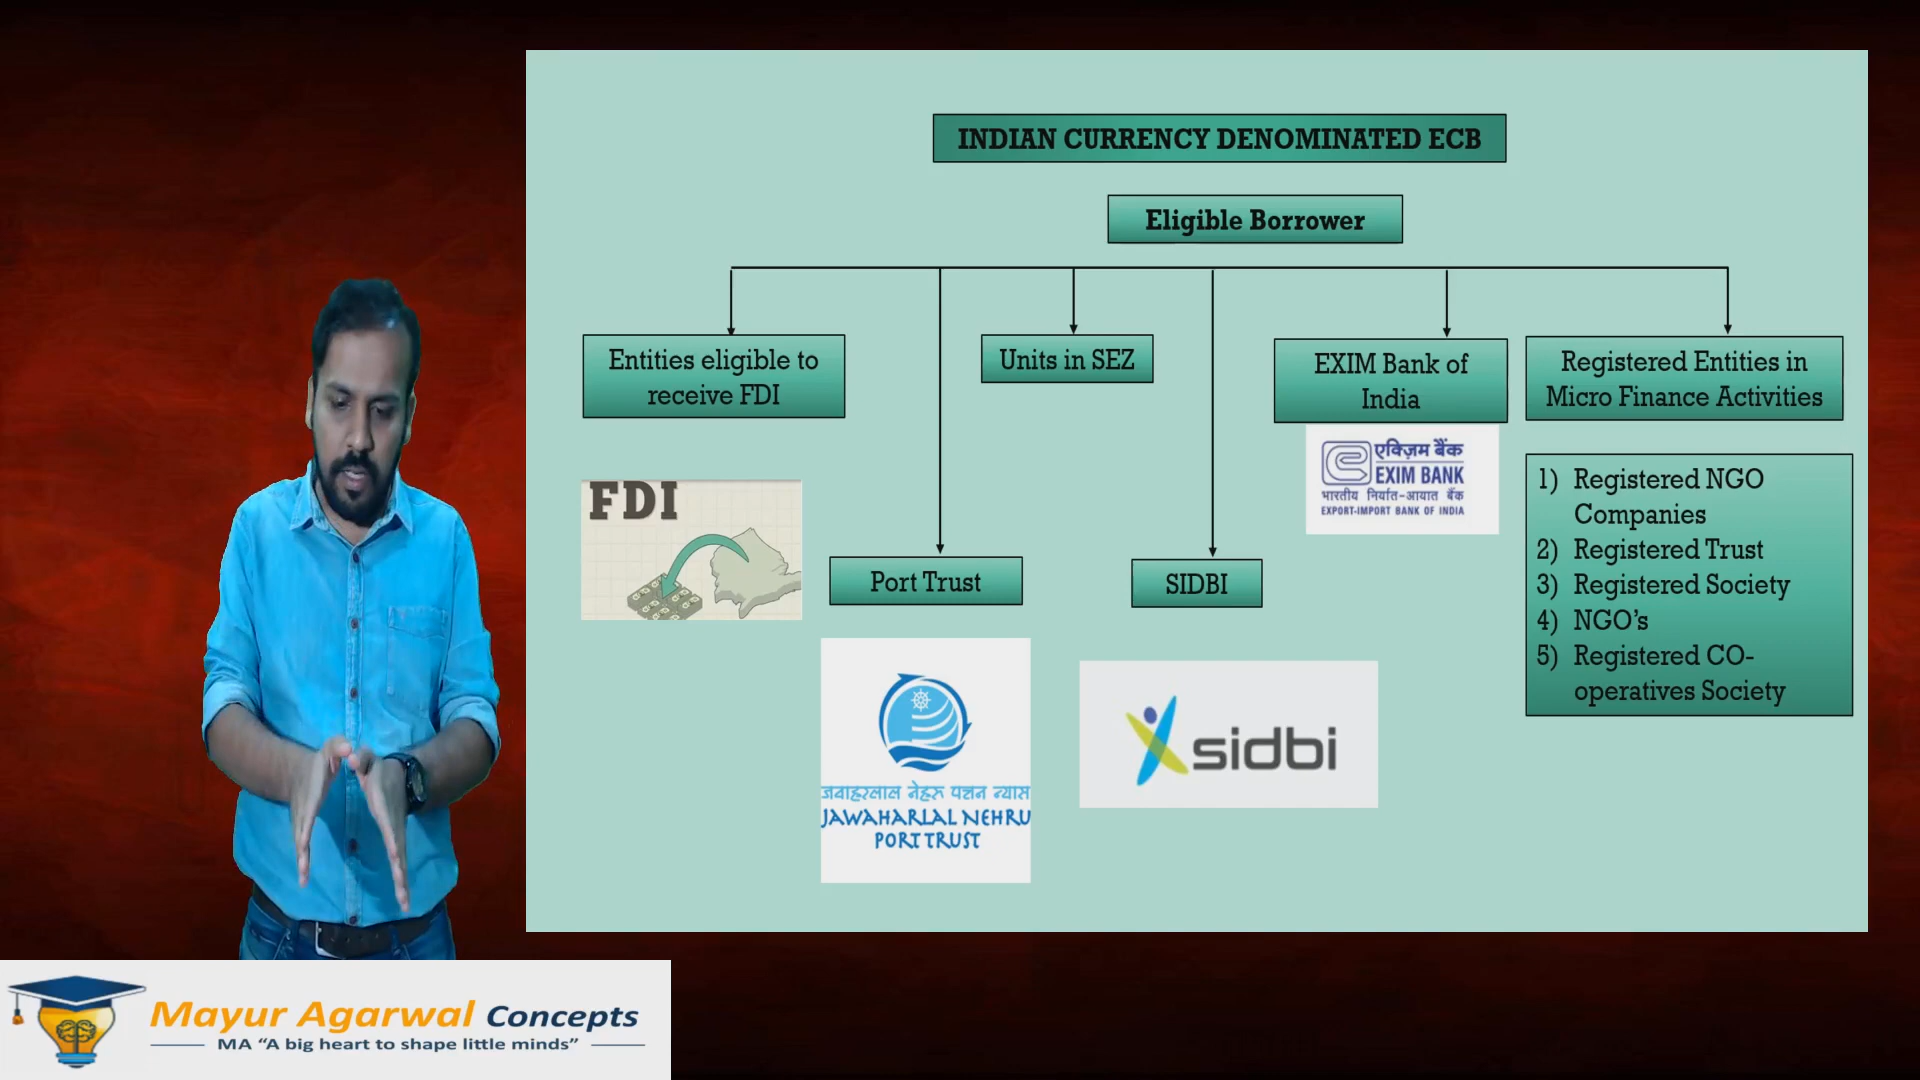 INDIAN CURRENCY DENOMINATED ECB
Eligible Borrower
Entities eligible to
receive FDI
Units in SEZ
EXIM Bank of
India
Registered Entities in
Micro Finance Activities
FDI
एक्ज़िम बैंक
EXIM BANK
भारतीय निर्यात-आयात बैंक
EXPORT-IMPORT BANK OF INDIA
1) Registered NGO
Companies
2) Registered Trust
3) Registered Society
4) NGO's
5) Registered CO-
operatives Society
Port Trust
SIDBI
जवाहरलाल नेहरू पत्तन न्यास
JAWAHARLAL NEHRU
PORT TRUST
sidbi
Mayur Agarwal Concepts
MA “A big heart to shape little minds”